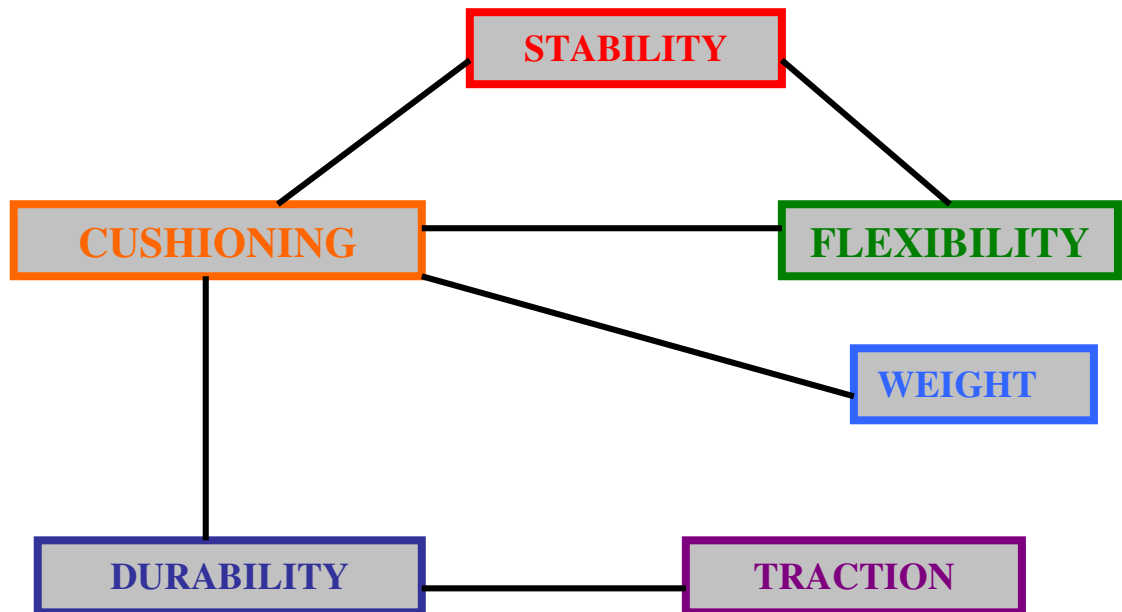 STABILITY
CUSHIONING
FLEXIBILITY
WEIGHT
DURABILITY
TRACTION